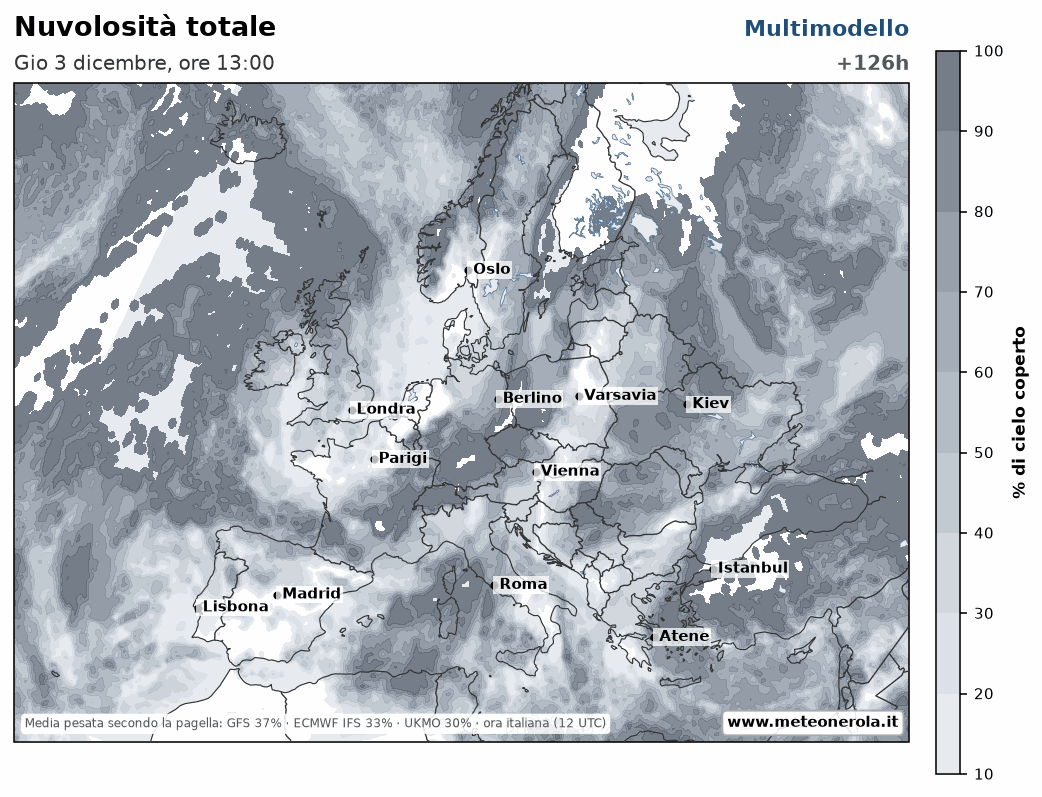 Nuvolosità totale
Multimodello
Gio 3 dicembre, ore 13:00
+126h
100
90
80
70
60
50
40
30
20
10
% di cielo coperto
Oslo
Berlino
Varsavia
Kiev
Londra
Parigi
Vienna
Istanbul
Roma
Madrid
Lisbona
Atene
Media pesata secondo la pagella: GFS 37% · ECMWF IFS 33% · UKMO 30% · ora italiana (12 UTC)
www.meteonerola.it